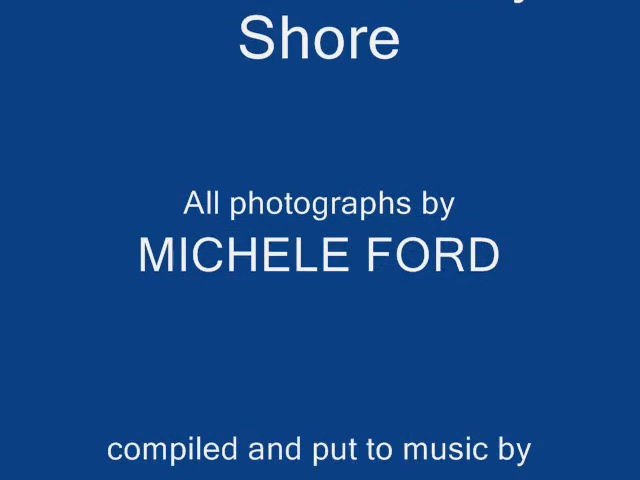 Shore
All photographs by
MICHELE FORD
compiled and put to music by